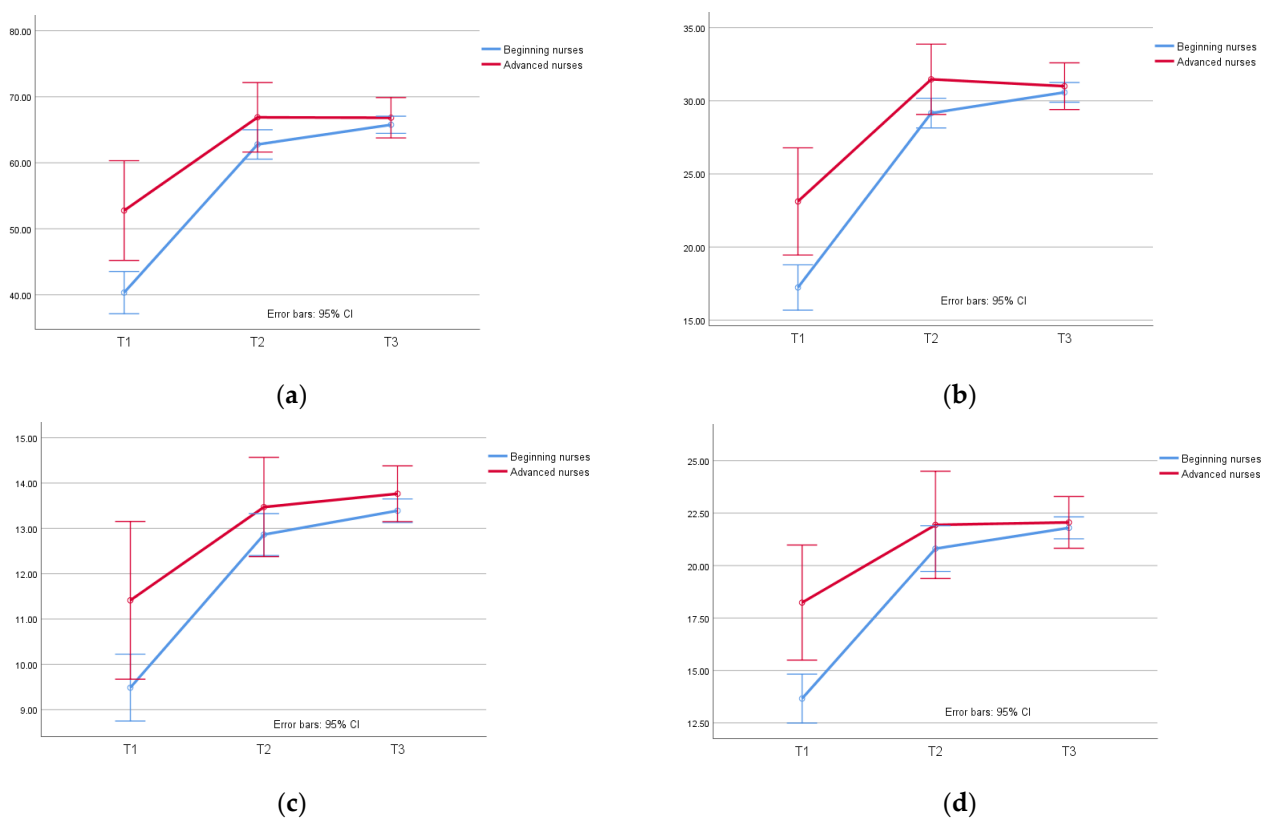 80.00
70.00
60.00
50.00
40.00
Beginning nurses
Advanced nurses
Error bars: 95% CI
T1 T2 T3
(a)
35.00
30.00
25.00
20.00
15.00
Beginning nurses
Advanced nurses
Error bars: 95% CI
T1 T2 T3
(b)
15.00
14.00
13.00
12.00
11.00
10.00
9.00
Beginning nurses
Advanced nurses
Error bars: 95% CI
T1 T2 T3
(c)
25.00
22.50
20.00
17.50
15.00
12.50
Beginning nurses
Advanced nurses
Error bars: 95% CI
T1 T2 T3
(d)